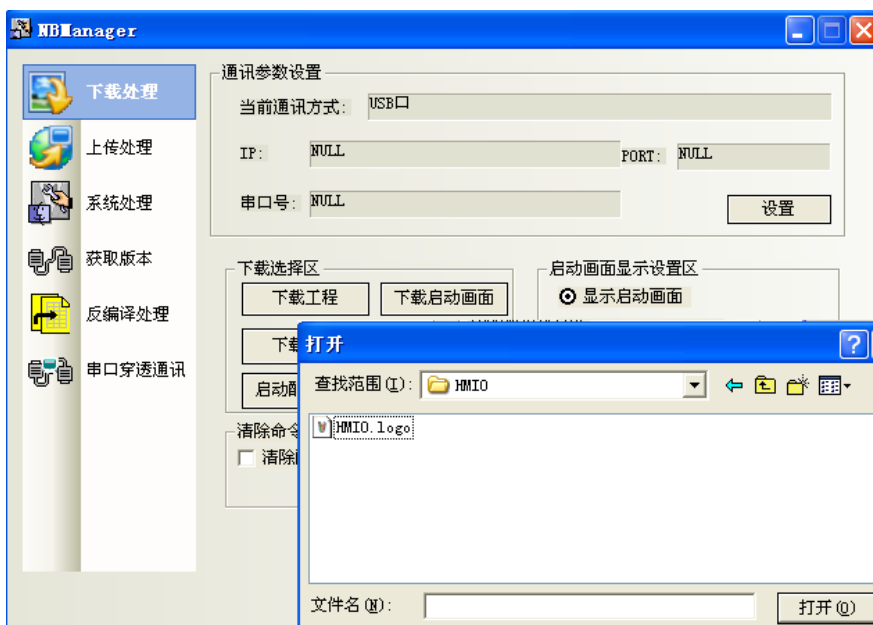 NBManager
下载处理
上传处理
系统处理
获取版本
反编译处理
串口穿透通讯
通讯参数设置
当前通讯方式: USB口
IP: NULL PORT: NULL
串口号: NULL 设置
下载选择区 启动画面显示设置区
下载工程 下载启动画面 显示启动画面
下
启动
清除命令
清除
打开
查找范围(I): HMI0
HMI0.logo
文件名(N): 打开(O)